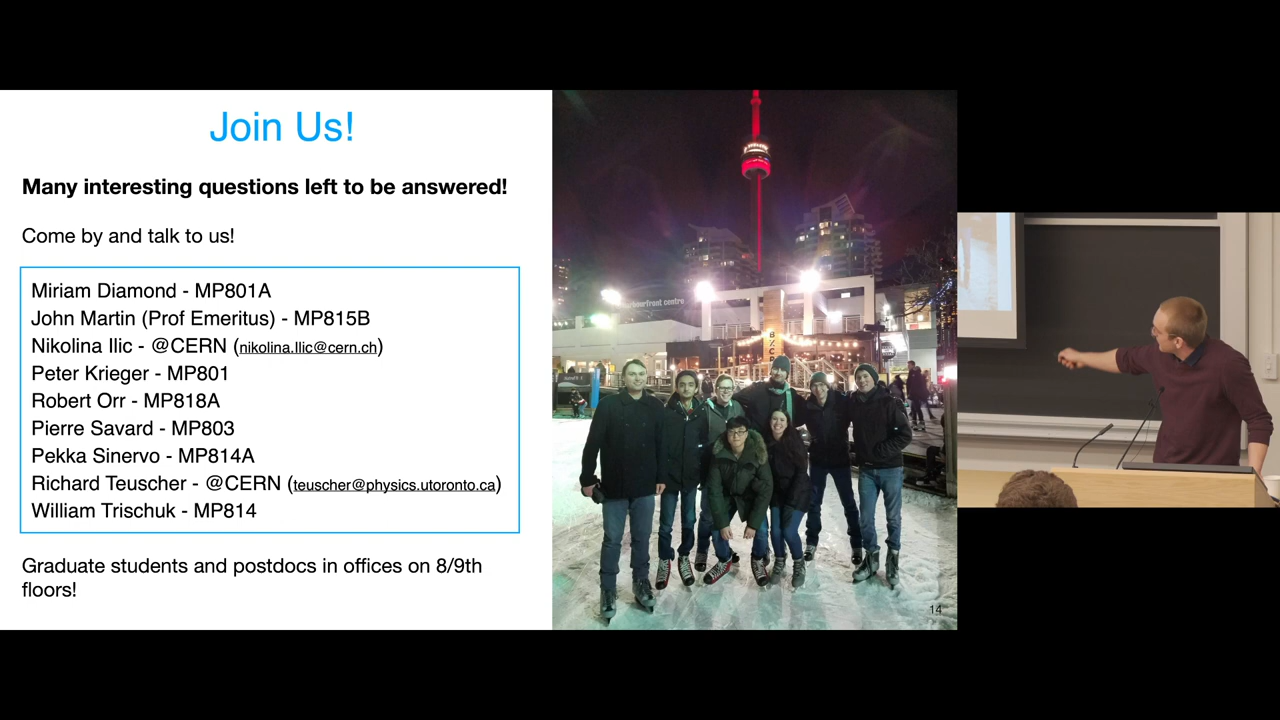 Join Us!
Many interesting questions left to be answered!
Come by and talk to us!
Miriam Diamond - MP801A
John Martin (Prof Emeritus) - MP815B
Nikolina Ilic - @CERN (nikolina.Ilic@cern.ch)
Peter Krieger - MP801
Robert Orr - MP818A
Pierre Savard - MP803
Pekka Sinervo - MP814A
Richard Teuscher - @CERN (teuscher@physics.utoronto.ca)
William Trischuk - MP814
Graduate students and postdocs in offices on 8/9th
floors!
harbourfront centre
14